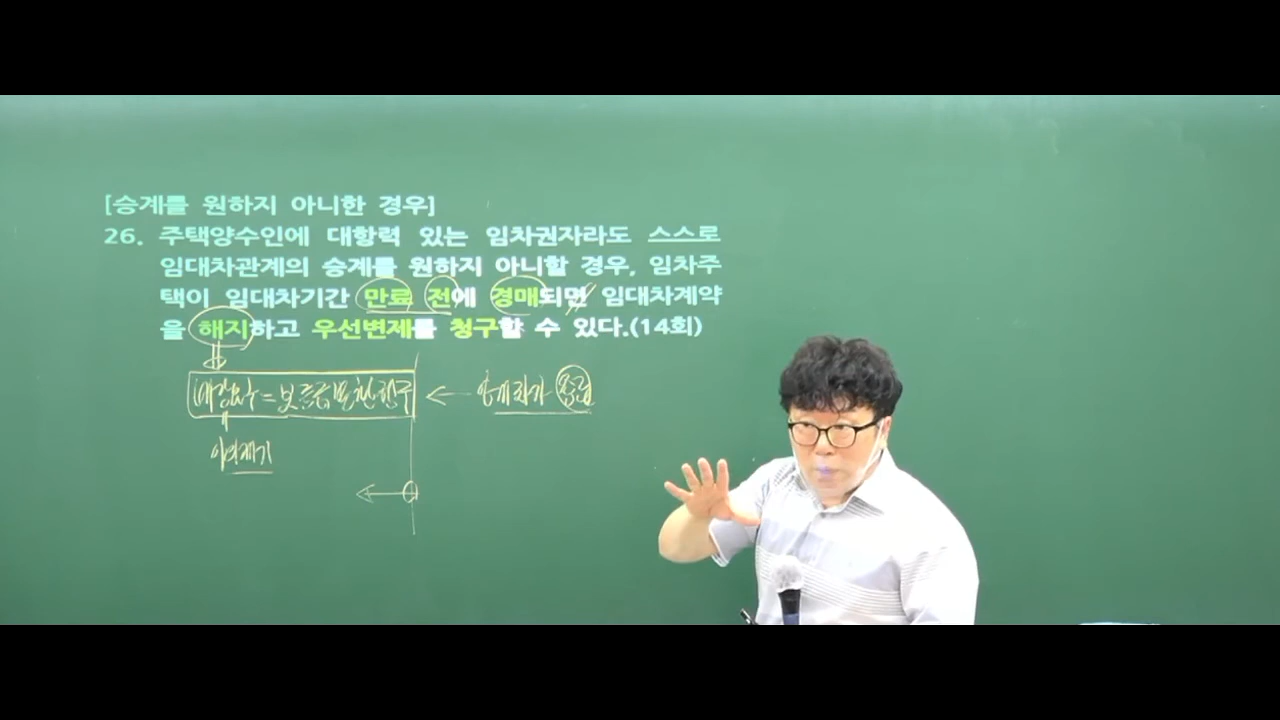 [승계를 원하지 아니한 경우]
26. 주택양수인에 대항력 있는 임차권자라도 스스로
임대차관계의 승계를 원하지 아니할 경우, 임차주
택이 임대차기간 만료 전에 경매되면 임대차계약
을 해지하고 우선변제를 청구할 수 있다.(14회)